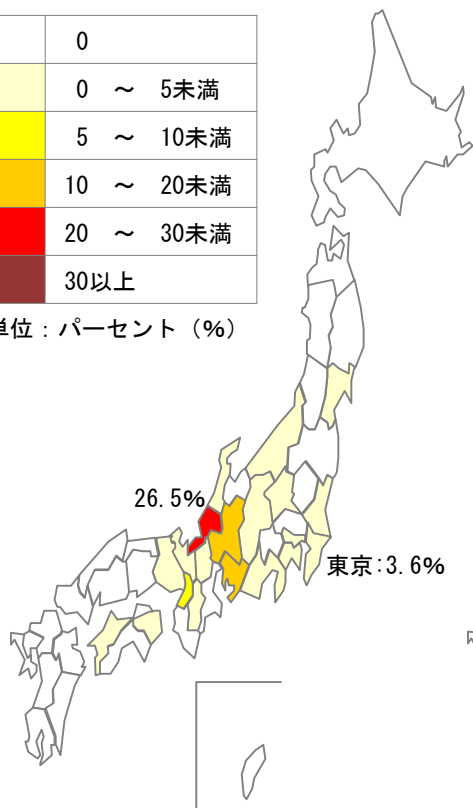 0
0 ～ 5未満
5 ～ 10未満
10 ～ 20未満
20 ～ 30未満
30以上
単位：パーセント（%）
26.5%
東京:3.6%